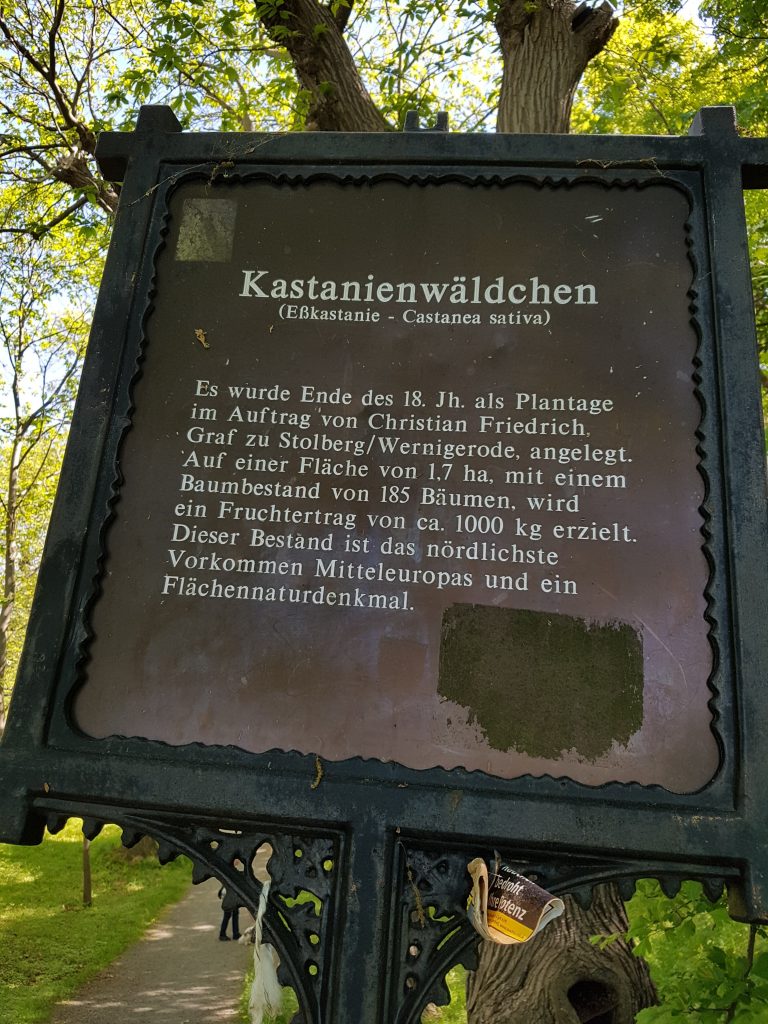 Kastanienwäldchen
(Eßkastanie - Castanea sativa)
Es wurde Ende des 18. Jh. als Plantage
im Auftrag von Christian Friedrich,
Graf zu Stolberg/Wernigerode, angelegt.
Auf einer Fläche von 1,7 ha, mit einem
Baumbestand von 185 Bäumen, wird
ein Fruchtertrag von ca. 1000 kg erzielt.
Dieser Bestand ist das nördlichste
Vorkommen Mitteleuropas und ein
Flächennaturdenkmal.
bedroht